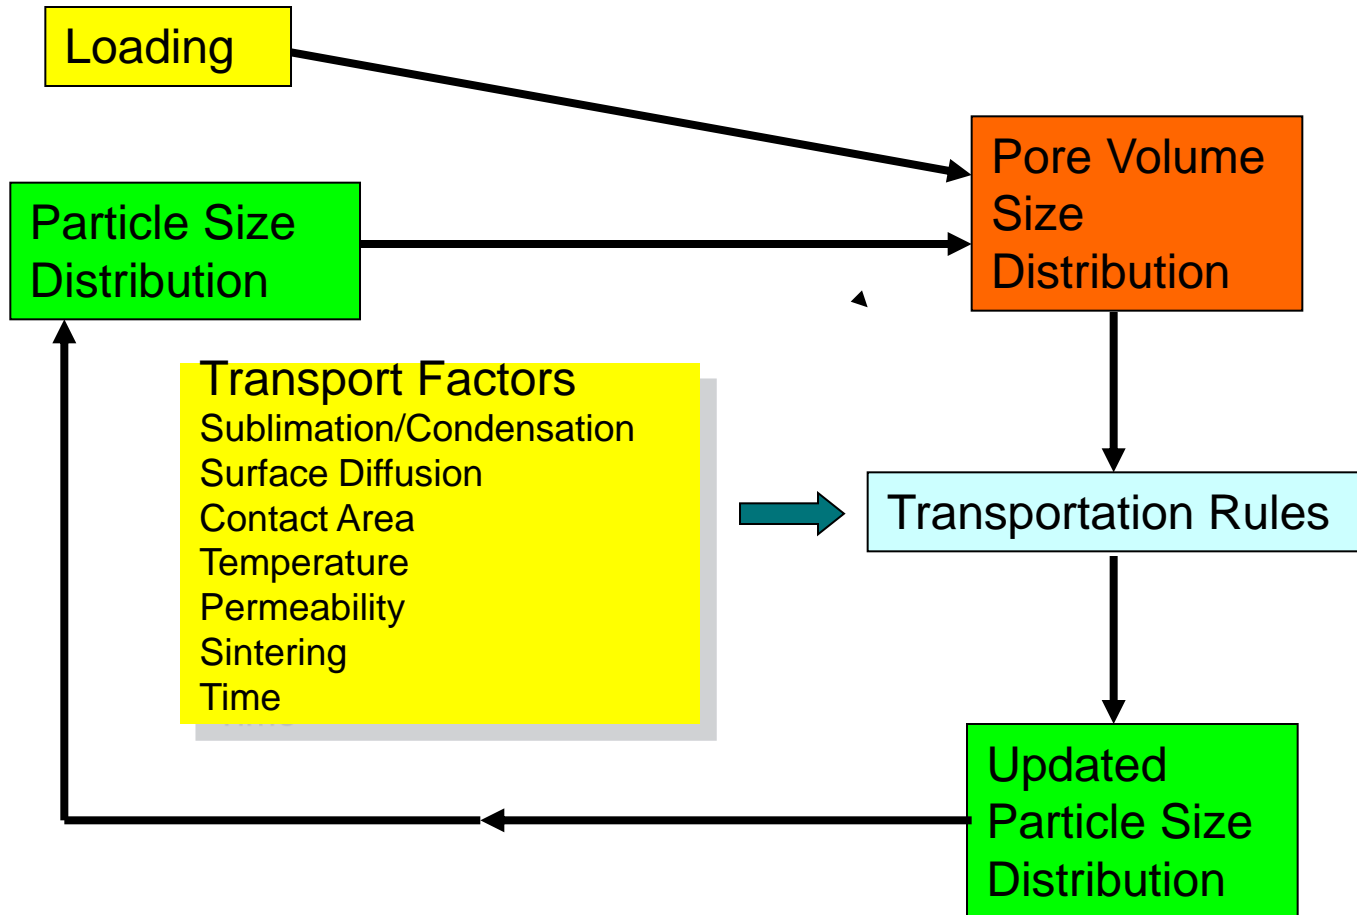 Loading
Pore Volume
Size
Distribution
Particle Size
Distribution
Transport Factors
Sublimation/Condensation
Surface Diffusion
Contact Area
Temperature
Permeability
Sintering
Time
Transportation Rules
Updated
Particle Size
Distribution